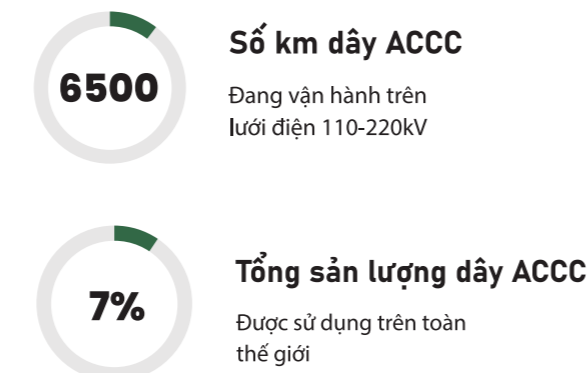 6500
Số km dây ACCC
Đang vận hành trên
lưới điện 110-220kV
7%
Tổng sản lượng dây ACCC
Được sử dụng trên toàn
thế giới